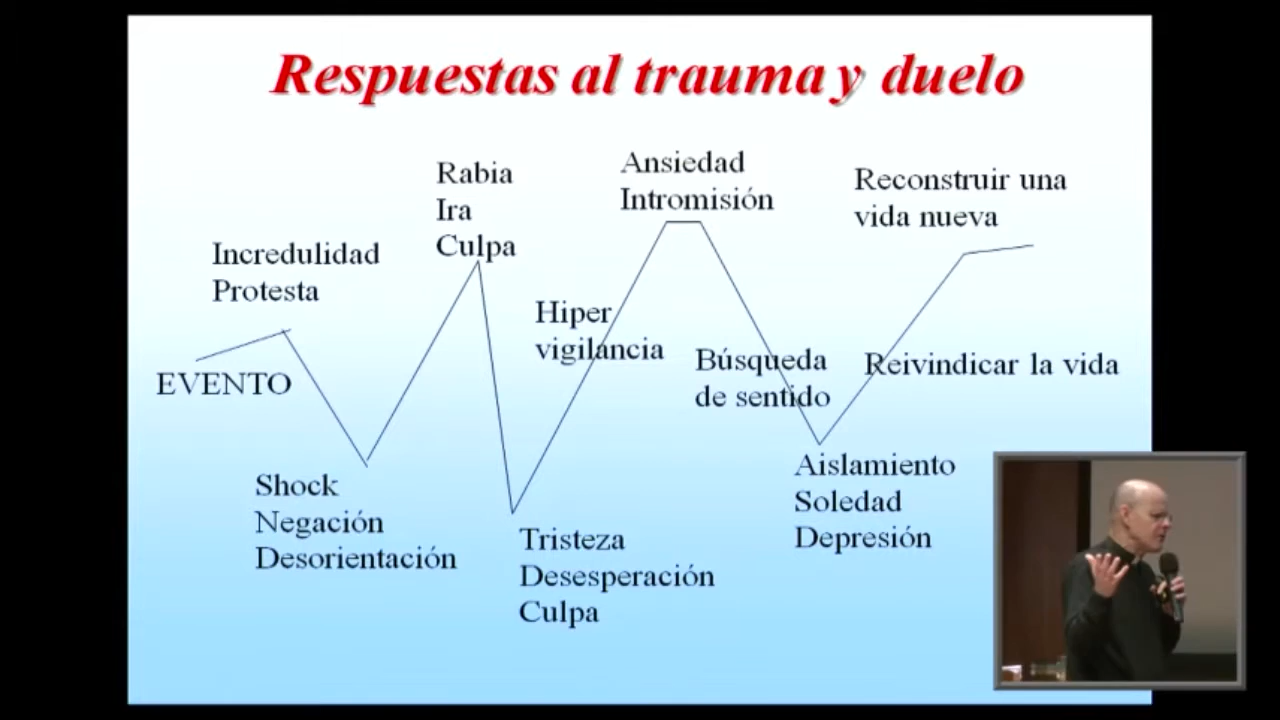 Respuestas al trauma y duelo
Incredulidad
Protesta
EVENTO
Shock
Negación
Desorientación
Rabia
Ira
Culpa
Tristeza
Desesperación
Culpa
Hiper
vigilancia
Ansiedad
Intromisión
Búsqueda
de sentido
Aislamiento
Soledad
Depresión
Reivindicar la vida
Reconstruir una
vida nueva